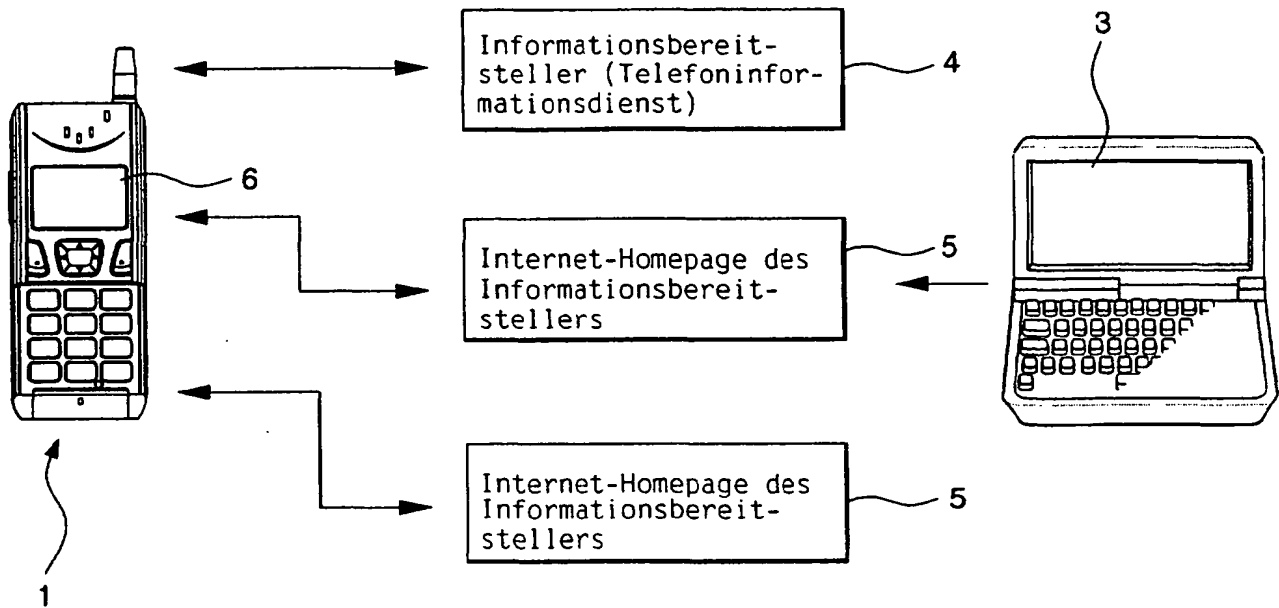 Informationsbereit-
steller (Telefoninfor-
mationsdienst)
4
3
6
Internet-Homepage des
Informationsbereit-
stellers
5
Internet-Homepage des
Informationsbereit-
stellers
5
1